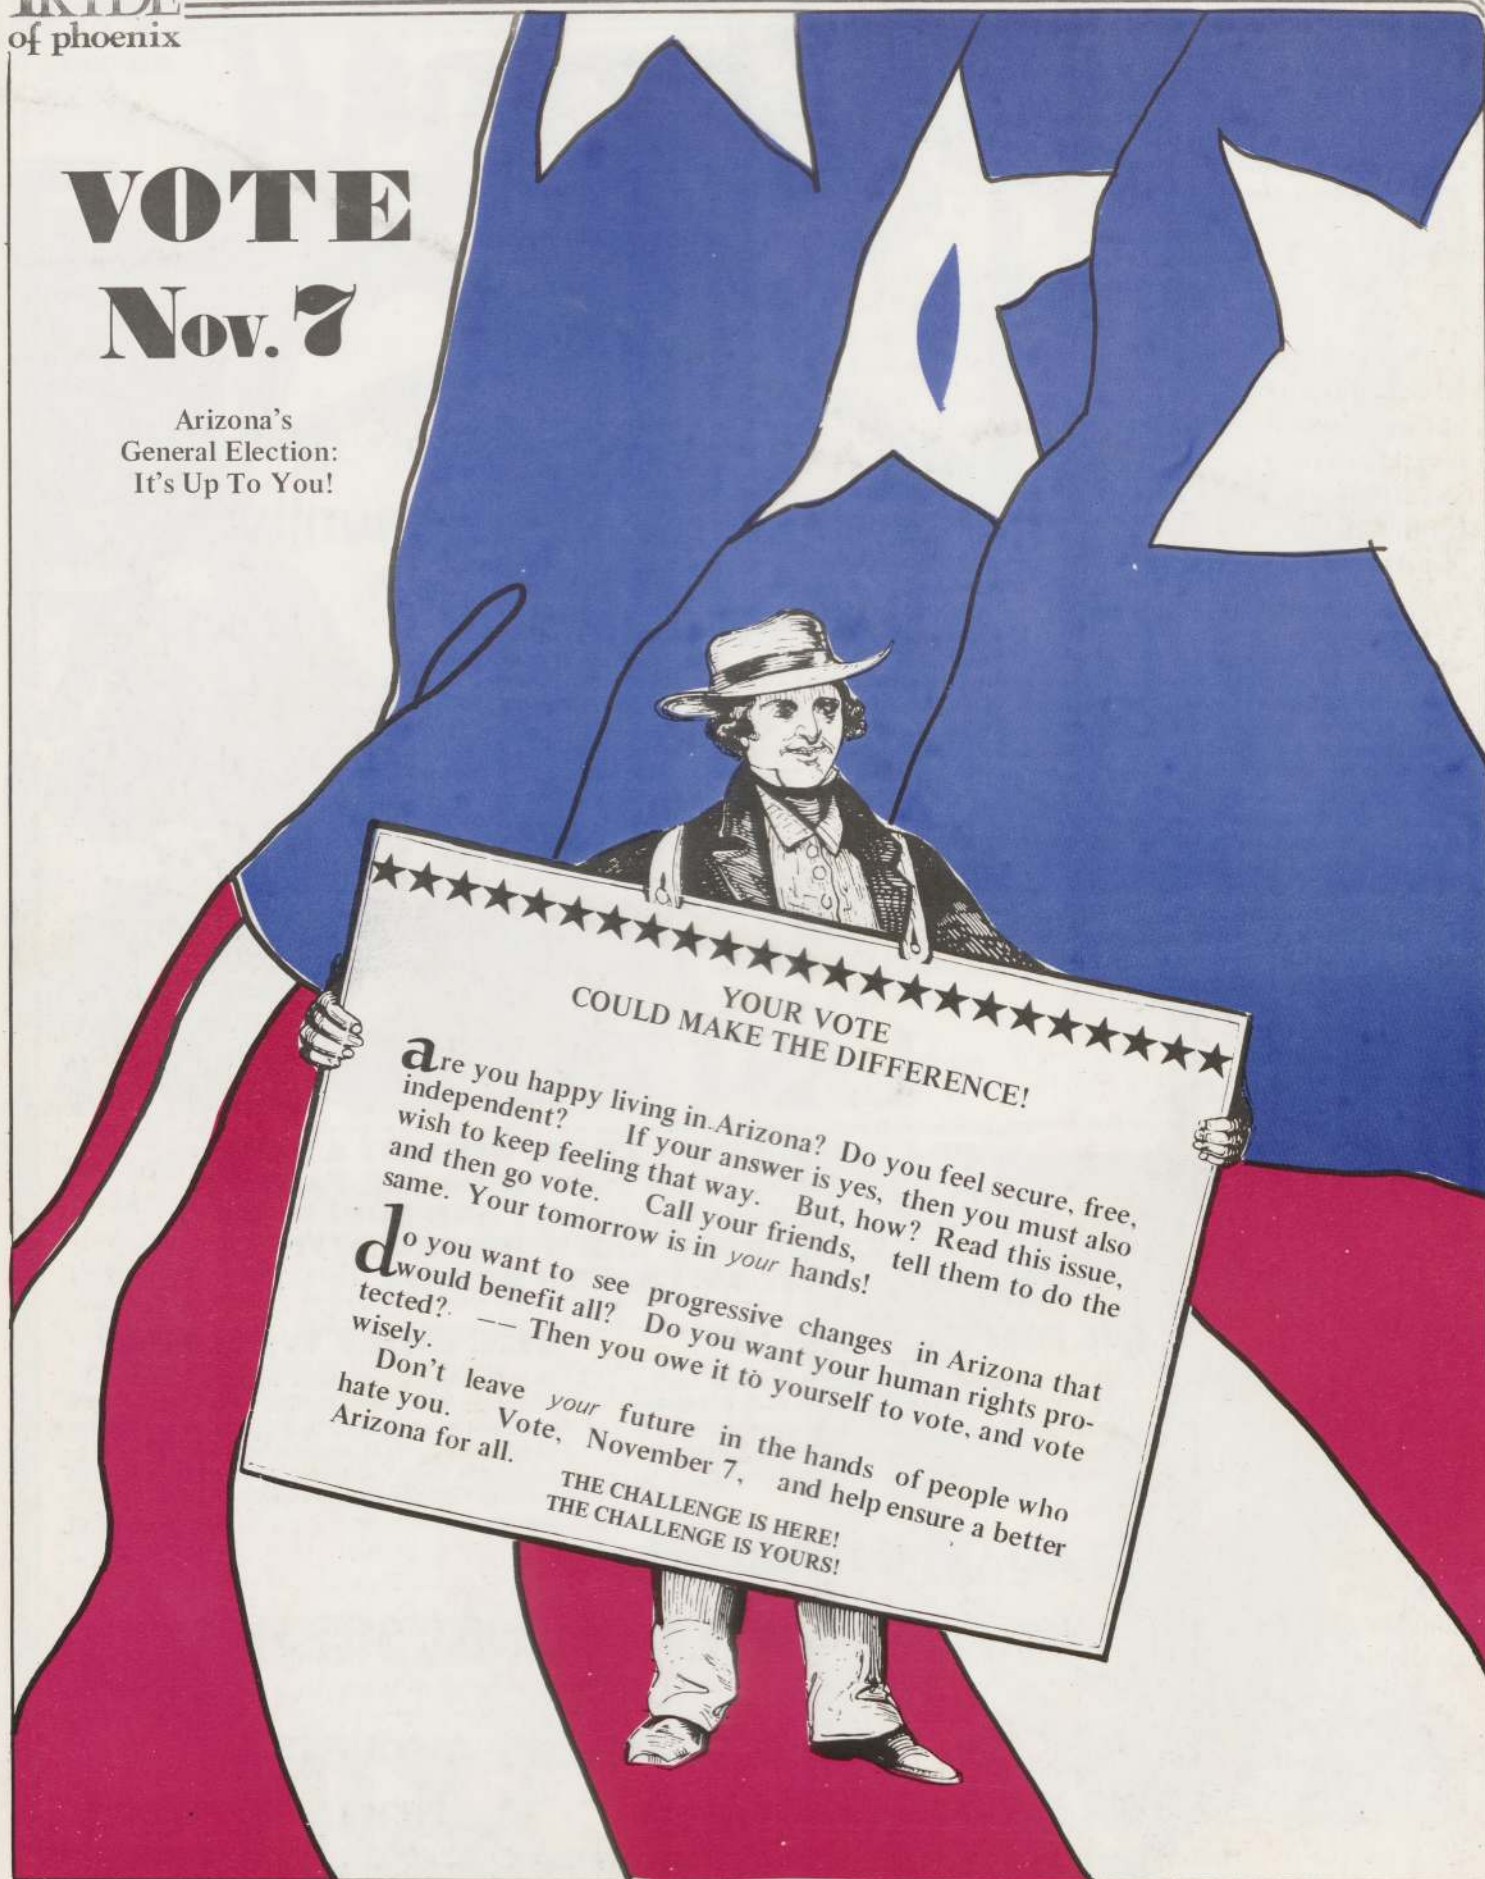 of phoenix
VOTE
Nov. 7
Arizona's
General Election:
It's Up To You!
YOUR VOTE
COULD MAKE THE DIFFERENCE!
are you happy living in Arizona? Do you feel secure, free,
independent? If your answer is yes, then you must also
wish to keep feeling that way. But, how? Read this issue,
and then go vote. Call your friends, tell them to do the
same. Your tomorrow is in your hands!
do you want to see progressive changes in Arizona that
would benefit all? Do you want your human rights pro-
tected? —— Then you owe it to yourself to vote, and vote
wisely.
Don't leave your future in the hands of people who
hate you. Vote, November 7, and help ensure a better
Arizona for all.
THE CHALLENGE IS HERE!
THE CHALLENGE IS YOURS!